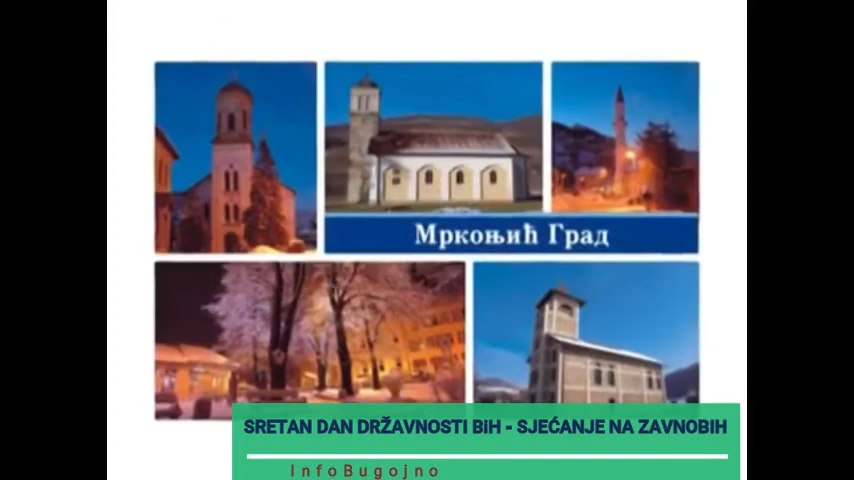 Мркоњић Град
SRETAN DAN DRŽAVNOSTI BiH - SJEĆANJE NA ZAVNOBIH
InfoBugojno